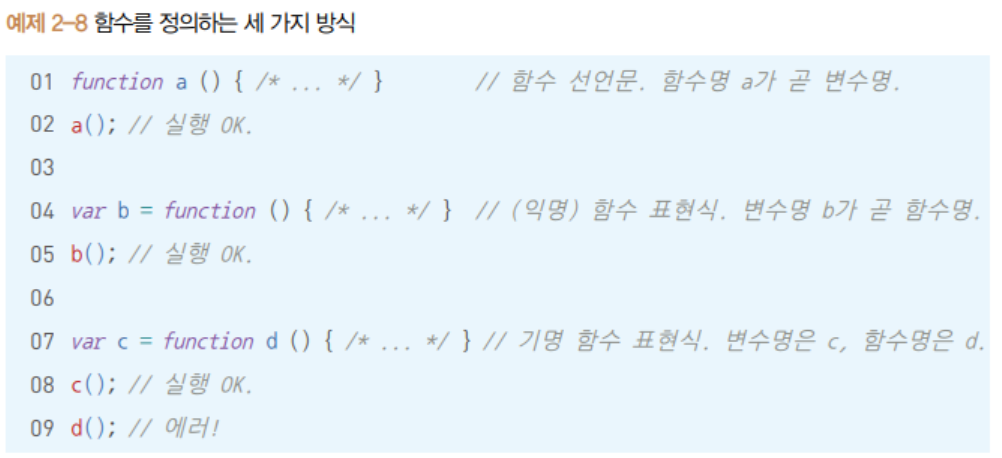 예제 2-8 함수를 정의하는 세 가지 방식
01 function a () { /* ... */ } // 함수 선언문. 함수명 a가 곧 변수명.
02 a(); // 실행 OK.
03
04 var b = function () { /* ... */ } // (익명) 함수 표현식. 변수명 b가 곧 함수명.
05 b(); // 실행 OK.
06
07 var c = function d () { /* ... */ } // 기명 함수 표현식. 변수명은 c, 함수명은 d.
08 c(); // 실행 OK.
09 d(); // 에러!